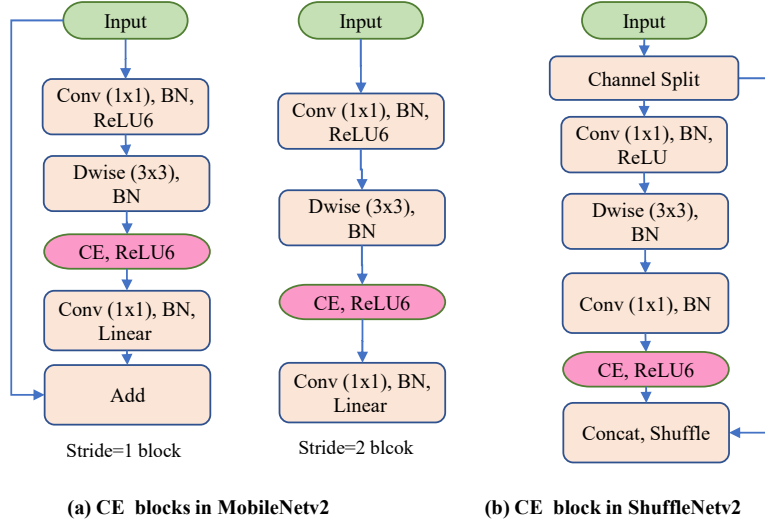 Input
Conv (1x1), BN,
ReLU6
Dwise (3x3),
BN
CE, ReLU6
Conv (1x1), BN,
Linear
Add
Stride=1 block
Input
Conv (1x1), BN,
ReLU6
Dwise (3x3),
BN
CE, ReLU6
Conv (1x1), BN,
Linear
Stride=2 blcok
(a) CE blocks in MobileNetv2
Input
Channel Split
Conv (1x1), BN,
ReLU
Dwise (3x3),
BN
Conv (1x1), BN
CE, ReLU6
Concat, Shuffle
(b) CE block in ShuffleNetv2